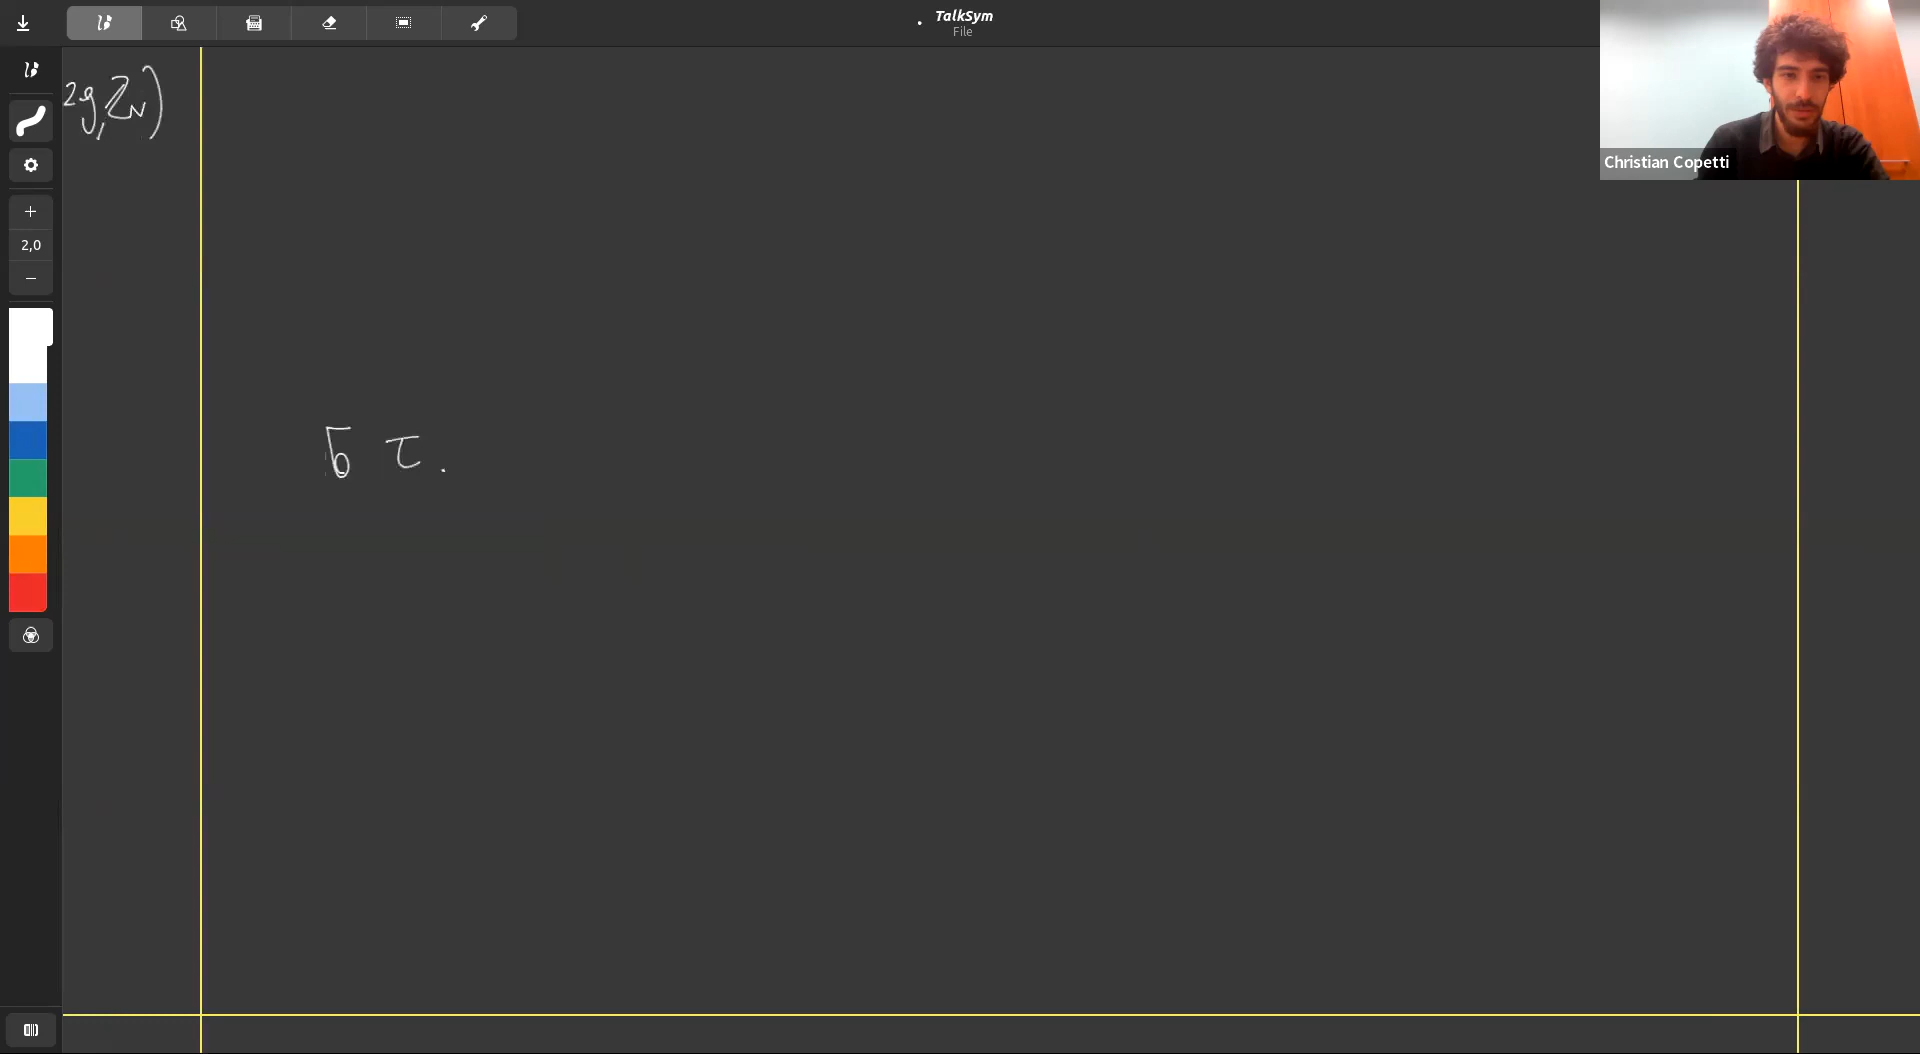 TalkSym
File
Christian Copetti
2,0
2g, Z_N)
τ .